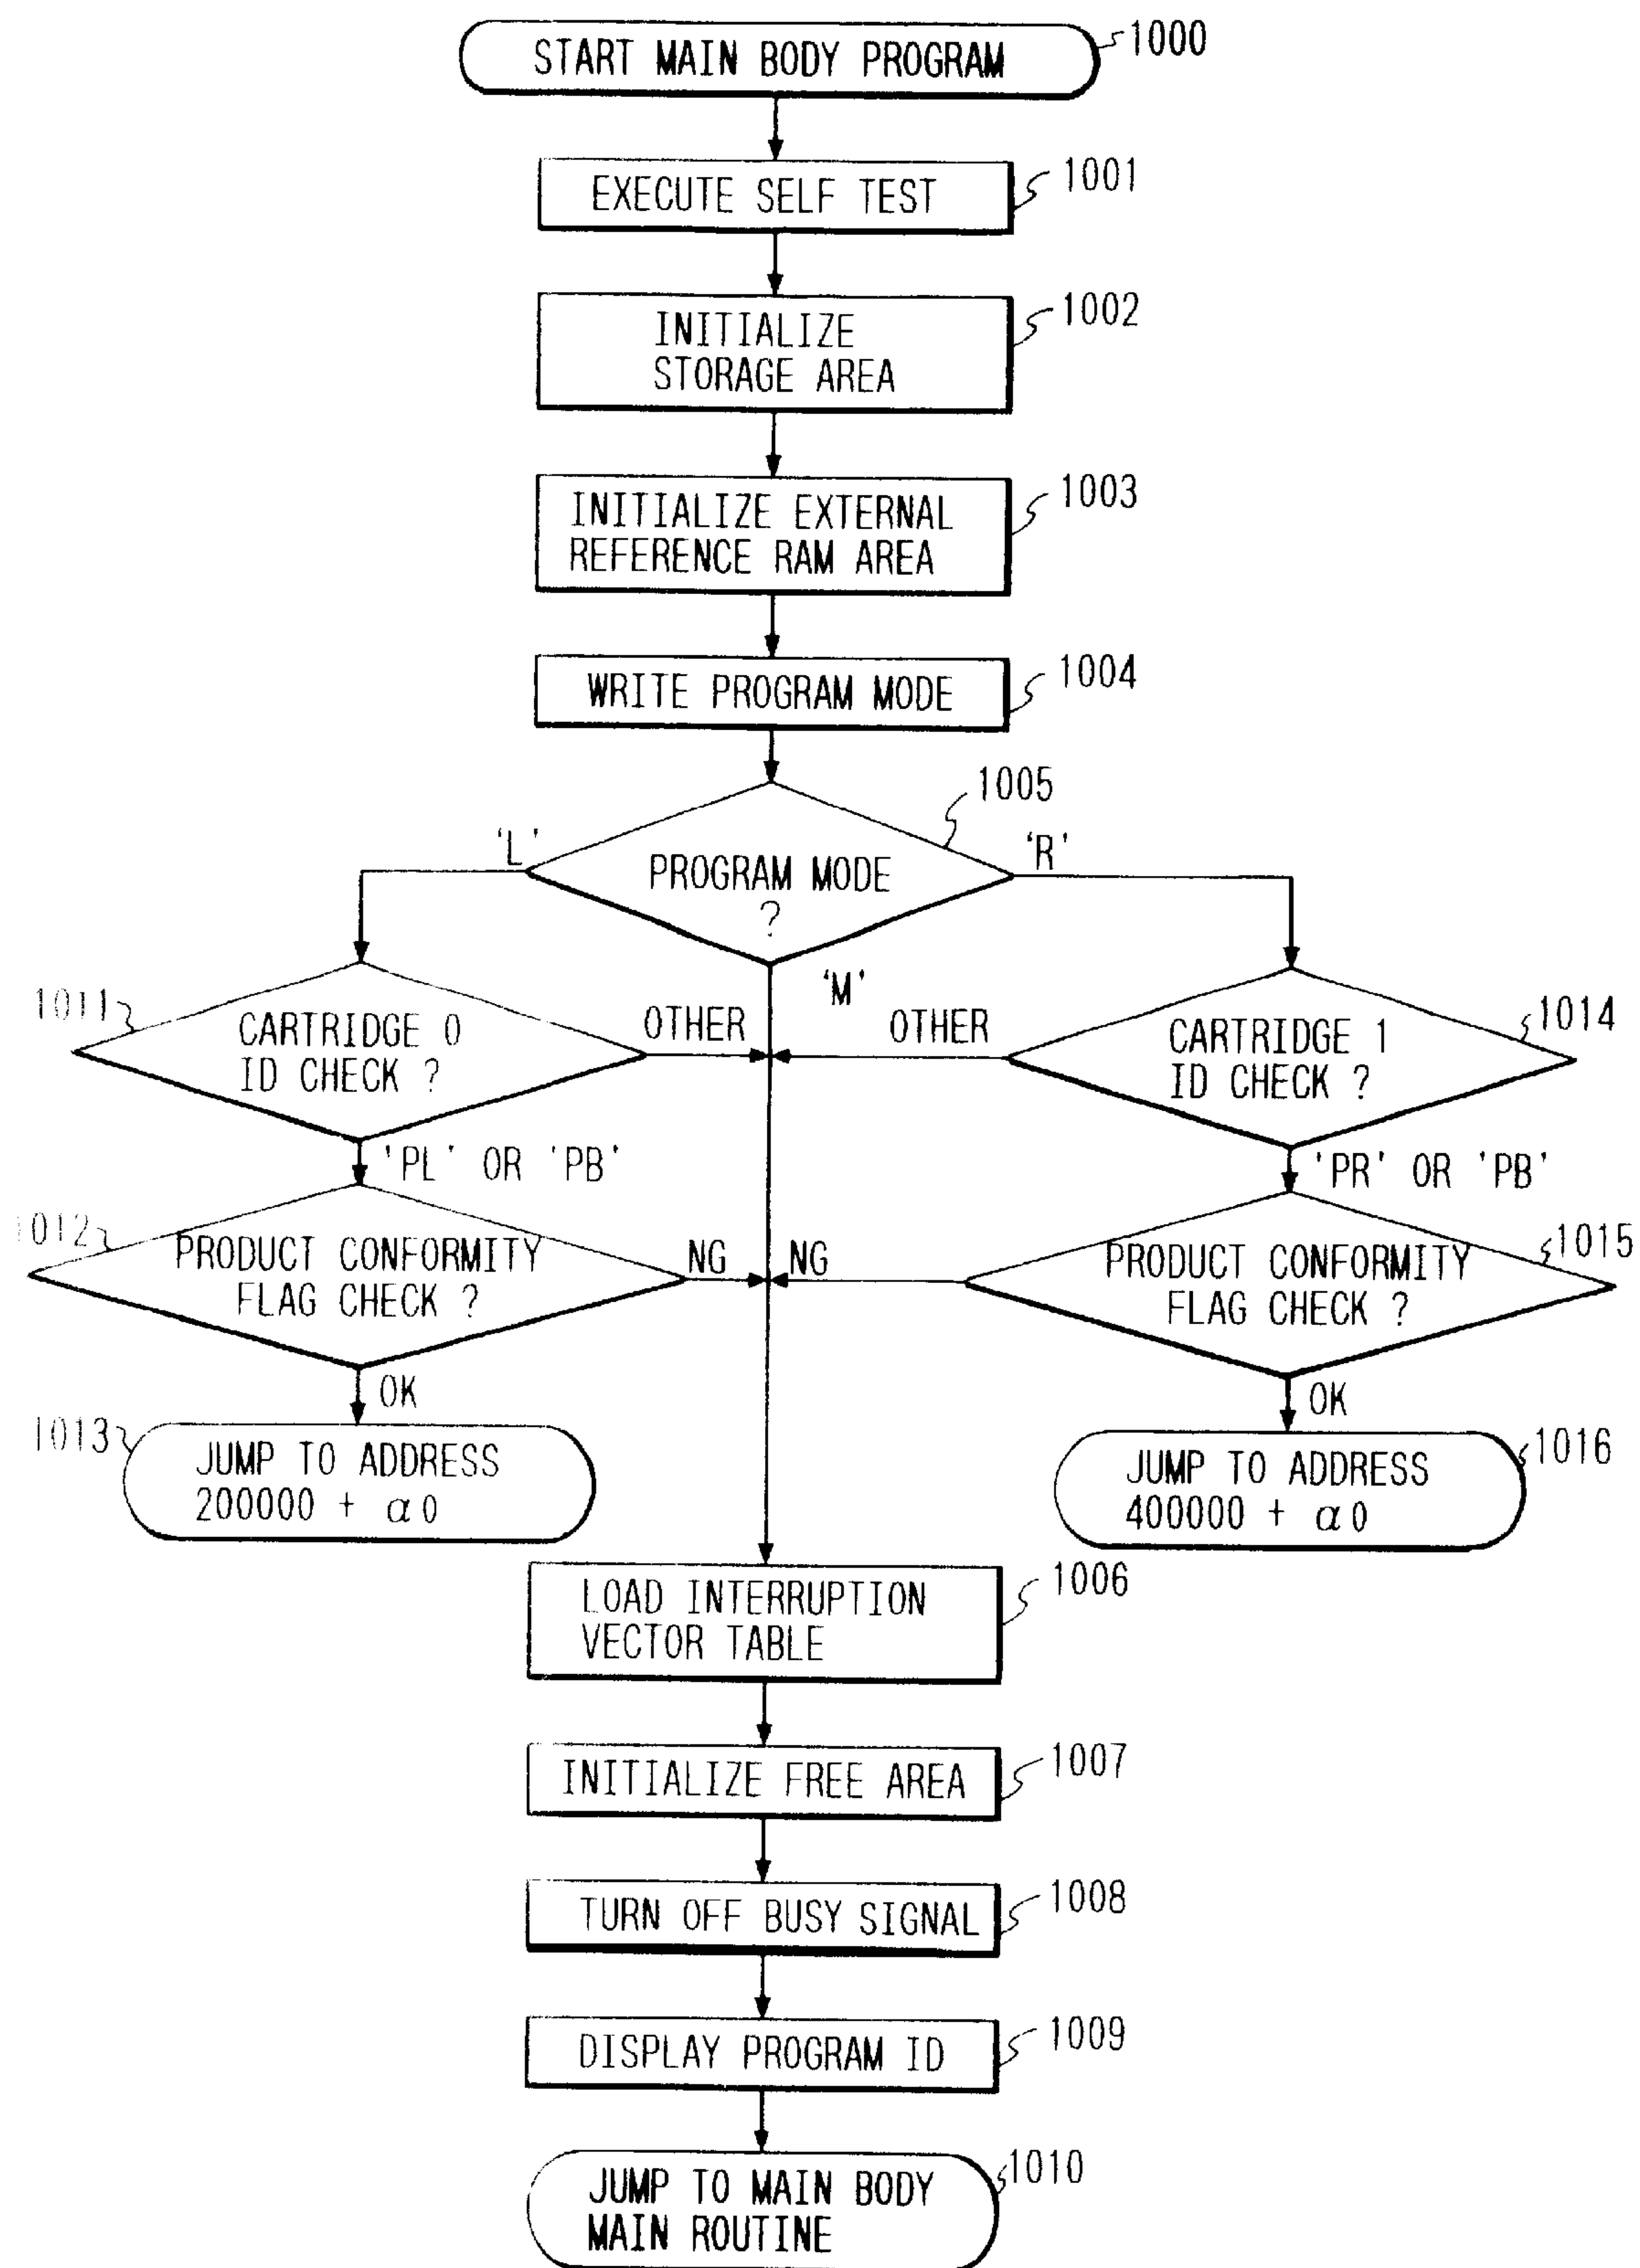 START MAIN BODY PROGRAM
1000
EXECUTE SELF TEST
1001
INITIALIZE
STORAGE AREA
1002
INITIALIZE EXTERNAL
REFERENCE RAM AREA
1003
WRITE PROGRAM MODE
1004
1005
'L'
PROGRAM MODE
?
'R'
'M'
1011
CARTRIDGE 0
ID CHECK ?
OTHER
OTHER
CARTRIDGE 1
ID CHECK ?
1014
'PL' OR 'PB'
'PR' OR 'PB'
1012
PRODUCT CONFORMITY
FLAG CHECK ?
NG
NG
PRODUCT CONFORMITY
FLAG CHECK ?
1015
OK
OK
1013
JUMP TO ADDRESS
200000 + α0
JUMP TO ADDRESS
400000 + α0
1016
LOAD INTERRUPTION
VECTOR TABLE
1006
INITIALIZE FREE AREA
1007
TURN OFF BUSY SIGNAL
1008
DISPLAY PROGRAM ID
1009
JUMP TO MAIN BODY
MAIN ROUTINE
1010